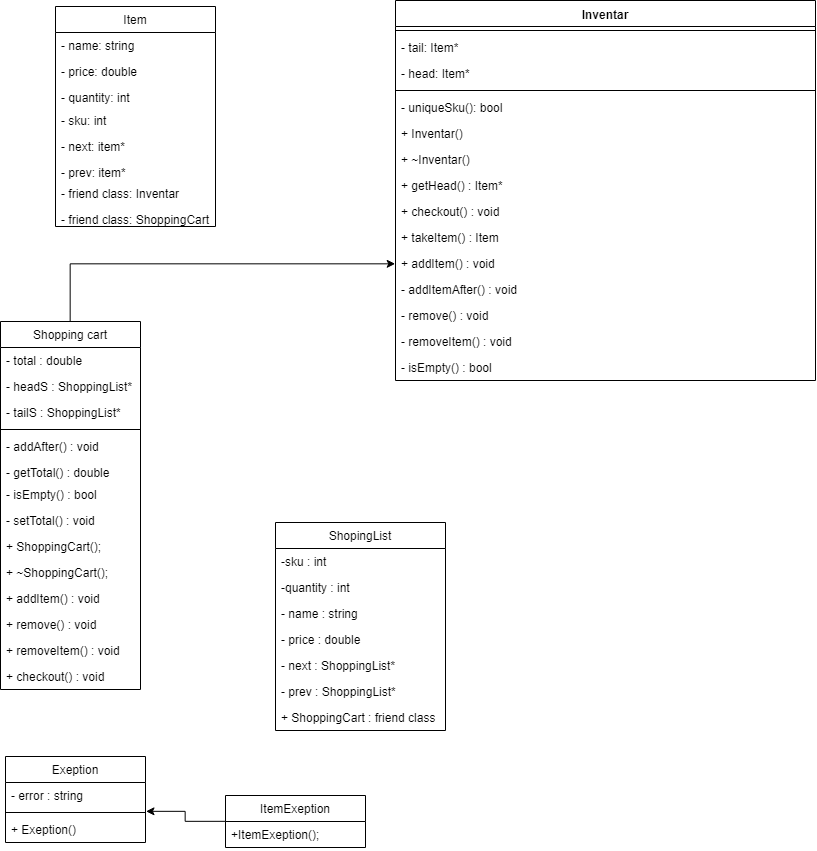 Item
- name: string
- price: double
- quantity: int
- sku: int
- next: item*
- prev: item*
- friend class: Inventar
- friend class: ShoppingCart
Inventar
- tail: Item*
- head: Item*
- uniqueSku(): bool
+ Inventar()
+ ~Inventar()
+ getHead() : Item*
+ checkout() : void
+ takeItem() : Item
+ addItem() : void
- addItemAfter() : void
- remove() : void
- removeItem() : void
- isEmpty() : bool
Shopping cart
- total : double
- headS : ShoppingList*
- tailS : ShoppingList*
- addAfter() : void
- getTotal() : double
- isEmpty() : bool
- setTotal() : void
+ ShoppingCart();
+ ~ShoppingCart();
+ addItem() : void
+ remove() : void
+ removeItem() : void
+ checkout() : void
ShopingList
-sku : int
-quantity : int
- name : string
- price : double
- next : ShoppingList*
- prev : ShoppingList*
+ ShoppingCart : friend class
Exeption
- error : string
+ Exeption()
ItemExeption
+ItemExeption();